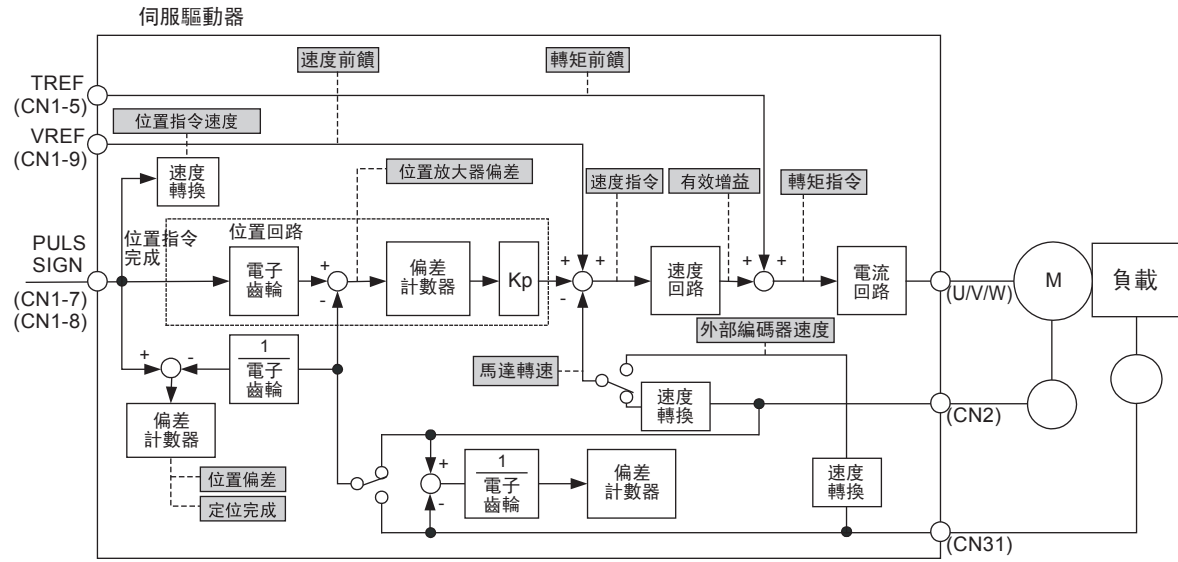 伺服驅動器
速度前饋
轉矩前饋
TREF
(CN1-5)
位置指令速度
VREF
(CN1-9)
速度
轉換
位置放大器偏差
速度指令
有效增益
轉矩指令
PULS
SIGN
(CN1-7)
(CN1-8)
位置指令
完成
位置回路
電子
齒輪
+
-
偏差
計數器
Kp
+
+
-
速度
回路
+
+
電流
回路
(U/V/W)
M
負載
外部編碼器速度
+
-
1
電子
齒輪
馬達轉速
速度
轉換
(CN2)
偏差
計數器
位置偏差
定位完成
+
-
1
電子
齒輪
偏差
計數器
速度
轉換
(CN31)